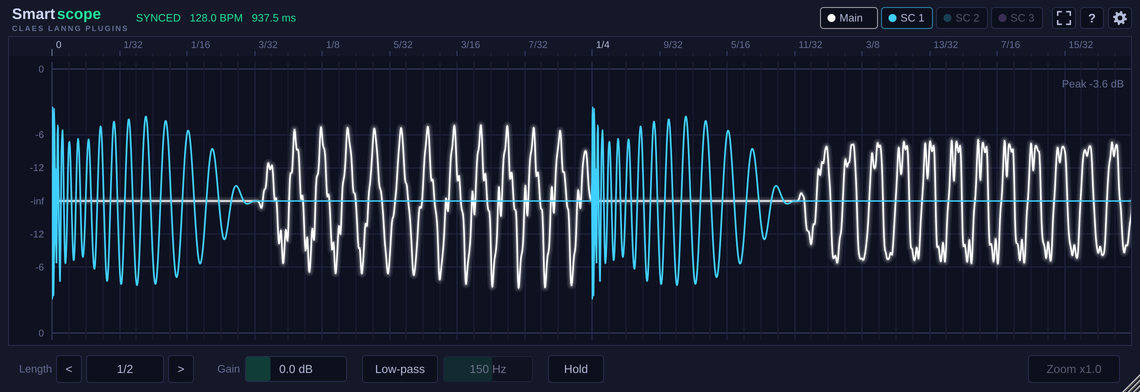 Smartscope
CLAES LANNG PLUGINS
SYNCED 128.0 BPM 937.5 ms
Main SC 1 SC 2 SC 3 ?
0 1/32 1/16 3/32 1/8 5/32 3/16 7/32 1/4 9/32 5/16 11/32 3/8 13/32 7/16 15/32
0
Peak -3.6 dB
-6
-12
-inf
-12
-6
0
Length < 1/2 > Gain 0.0 dB Low-pass 150 Hz Hold Zoom x1.0